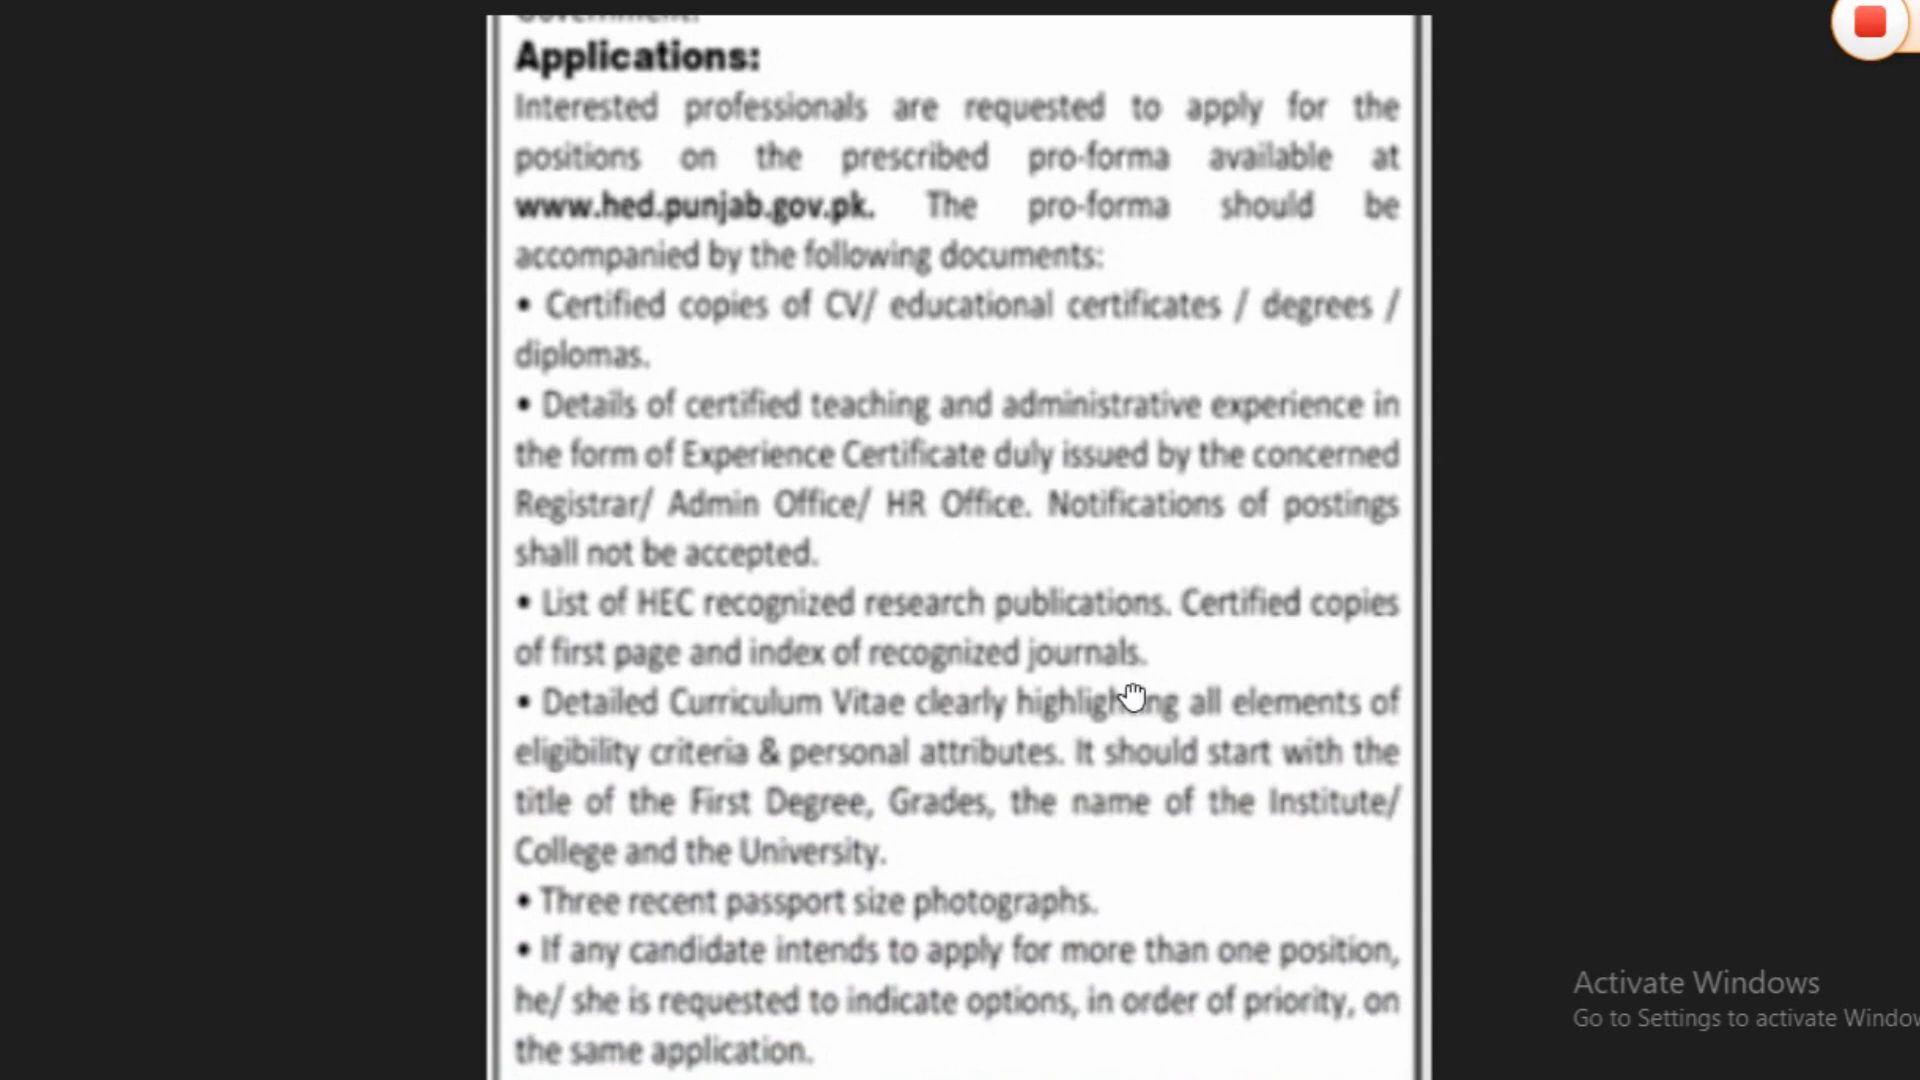 Government.
Applications:
Interested professionals are requested to apply for the
positions on the prescribed pro-forma available at
www.hed.punjab.gov.pk. The pro-forma should be
accompanied by the following documents:
• Certified copies of CV/ educational certificates / degrees /
diplomas.
• Details of certified teaching and administrative experience in
the form of Experience Certificate duly issued by the concerned
Registrar/ Admin Office/ HR Office. Notifications of postings
shall not be accepted.
• List of HEC recognized research publications. Certified copies
of first page and index of recognized journals.
• Detailed Curriculum Vitae clearly highlighting all elements of
eligibility criteria & personal attributes. It should start with the
title of the First Degree, Grades, the name of the Institute/
College and the University.
• Three recent passport size photographs.
• If any candidate intends to apply for more than one position,
he/ she is requested to indicate options, in order of priority, on
the same application.
Activate Windows
Go to Settings to activate Window